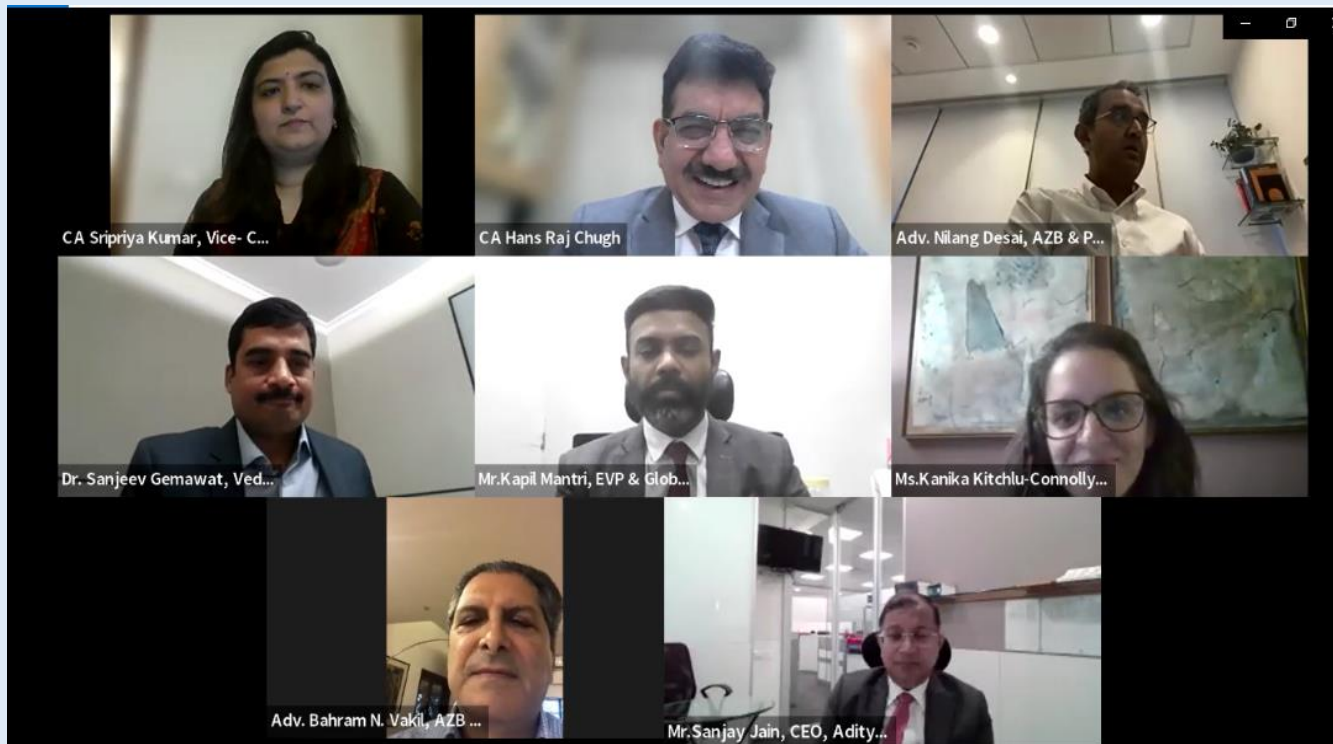 CA Sripriya Kumar, Vice- C...
CA Hans Raj Chugh
Adv. Nilang Desai, AZB & P...
Dr. Sanjeev Gemawat, Ved...
Mr.Kapil Mantri, EVP & Glob...
Ms.Kanika Kitchlu-Connolly...
Adv. Bahram N. Vakil, AZB ...
Mr.Sanjay Jain, CEO, Adity...